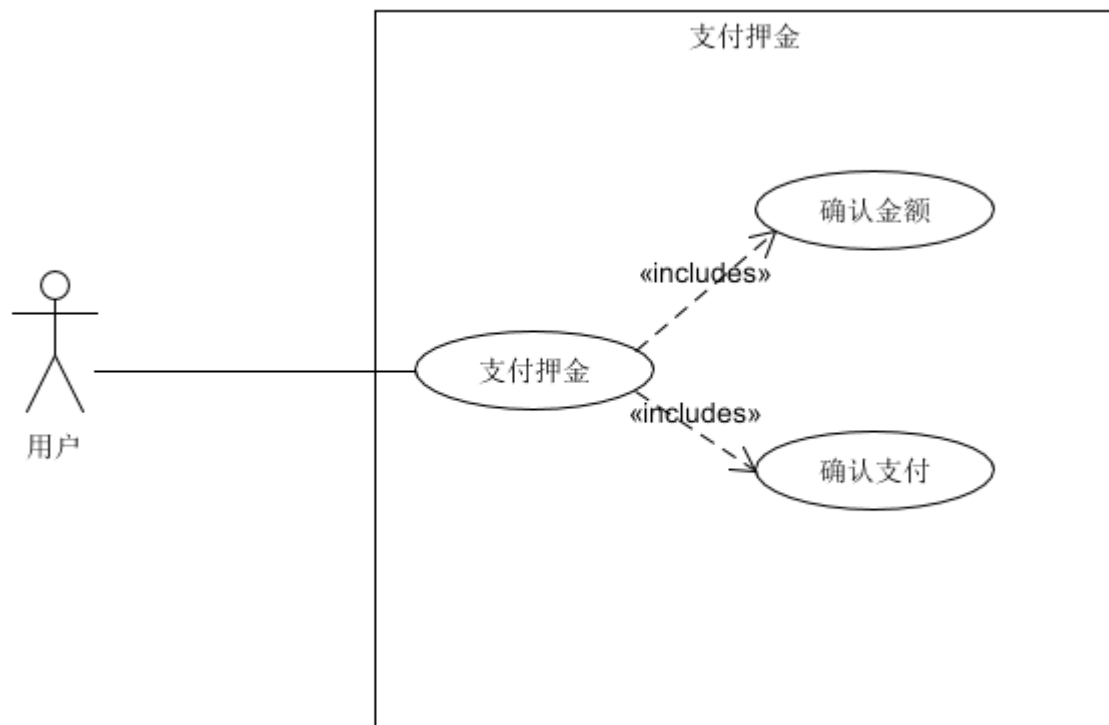 支付押金
确认金额
«includes»
支付押金
«includes»
用户
确认支付